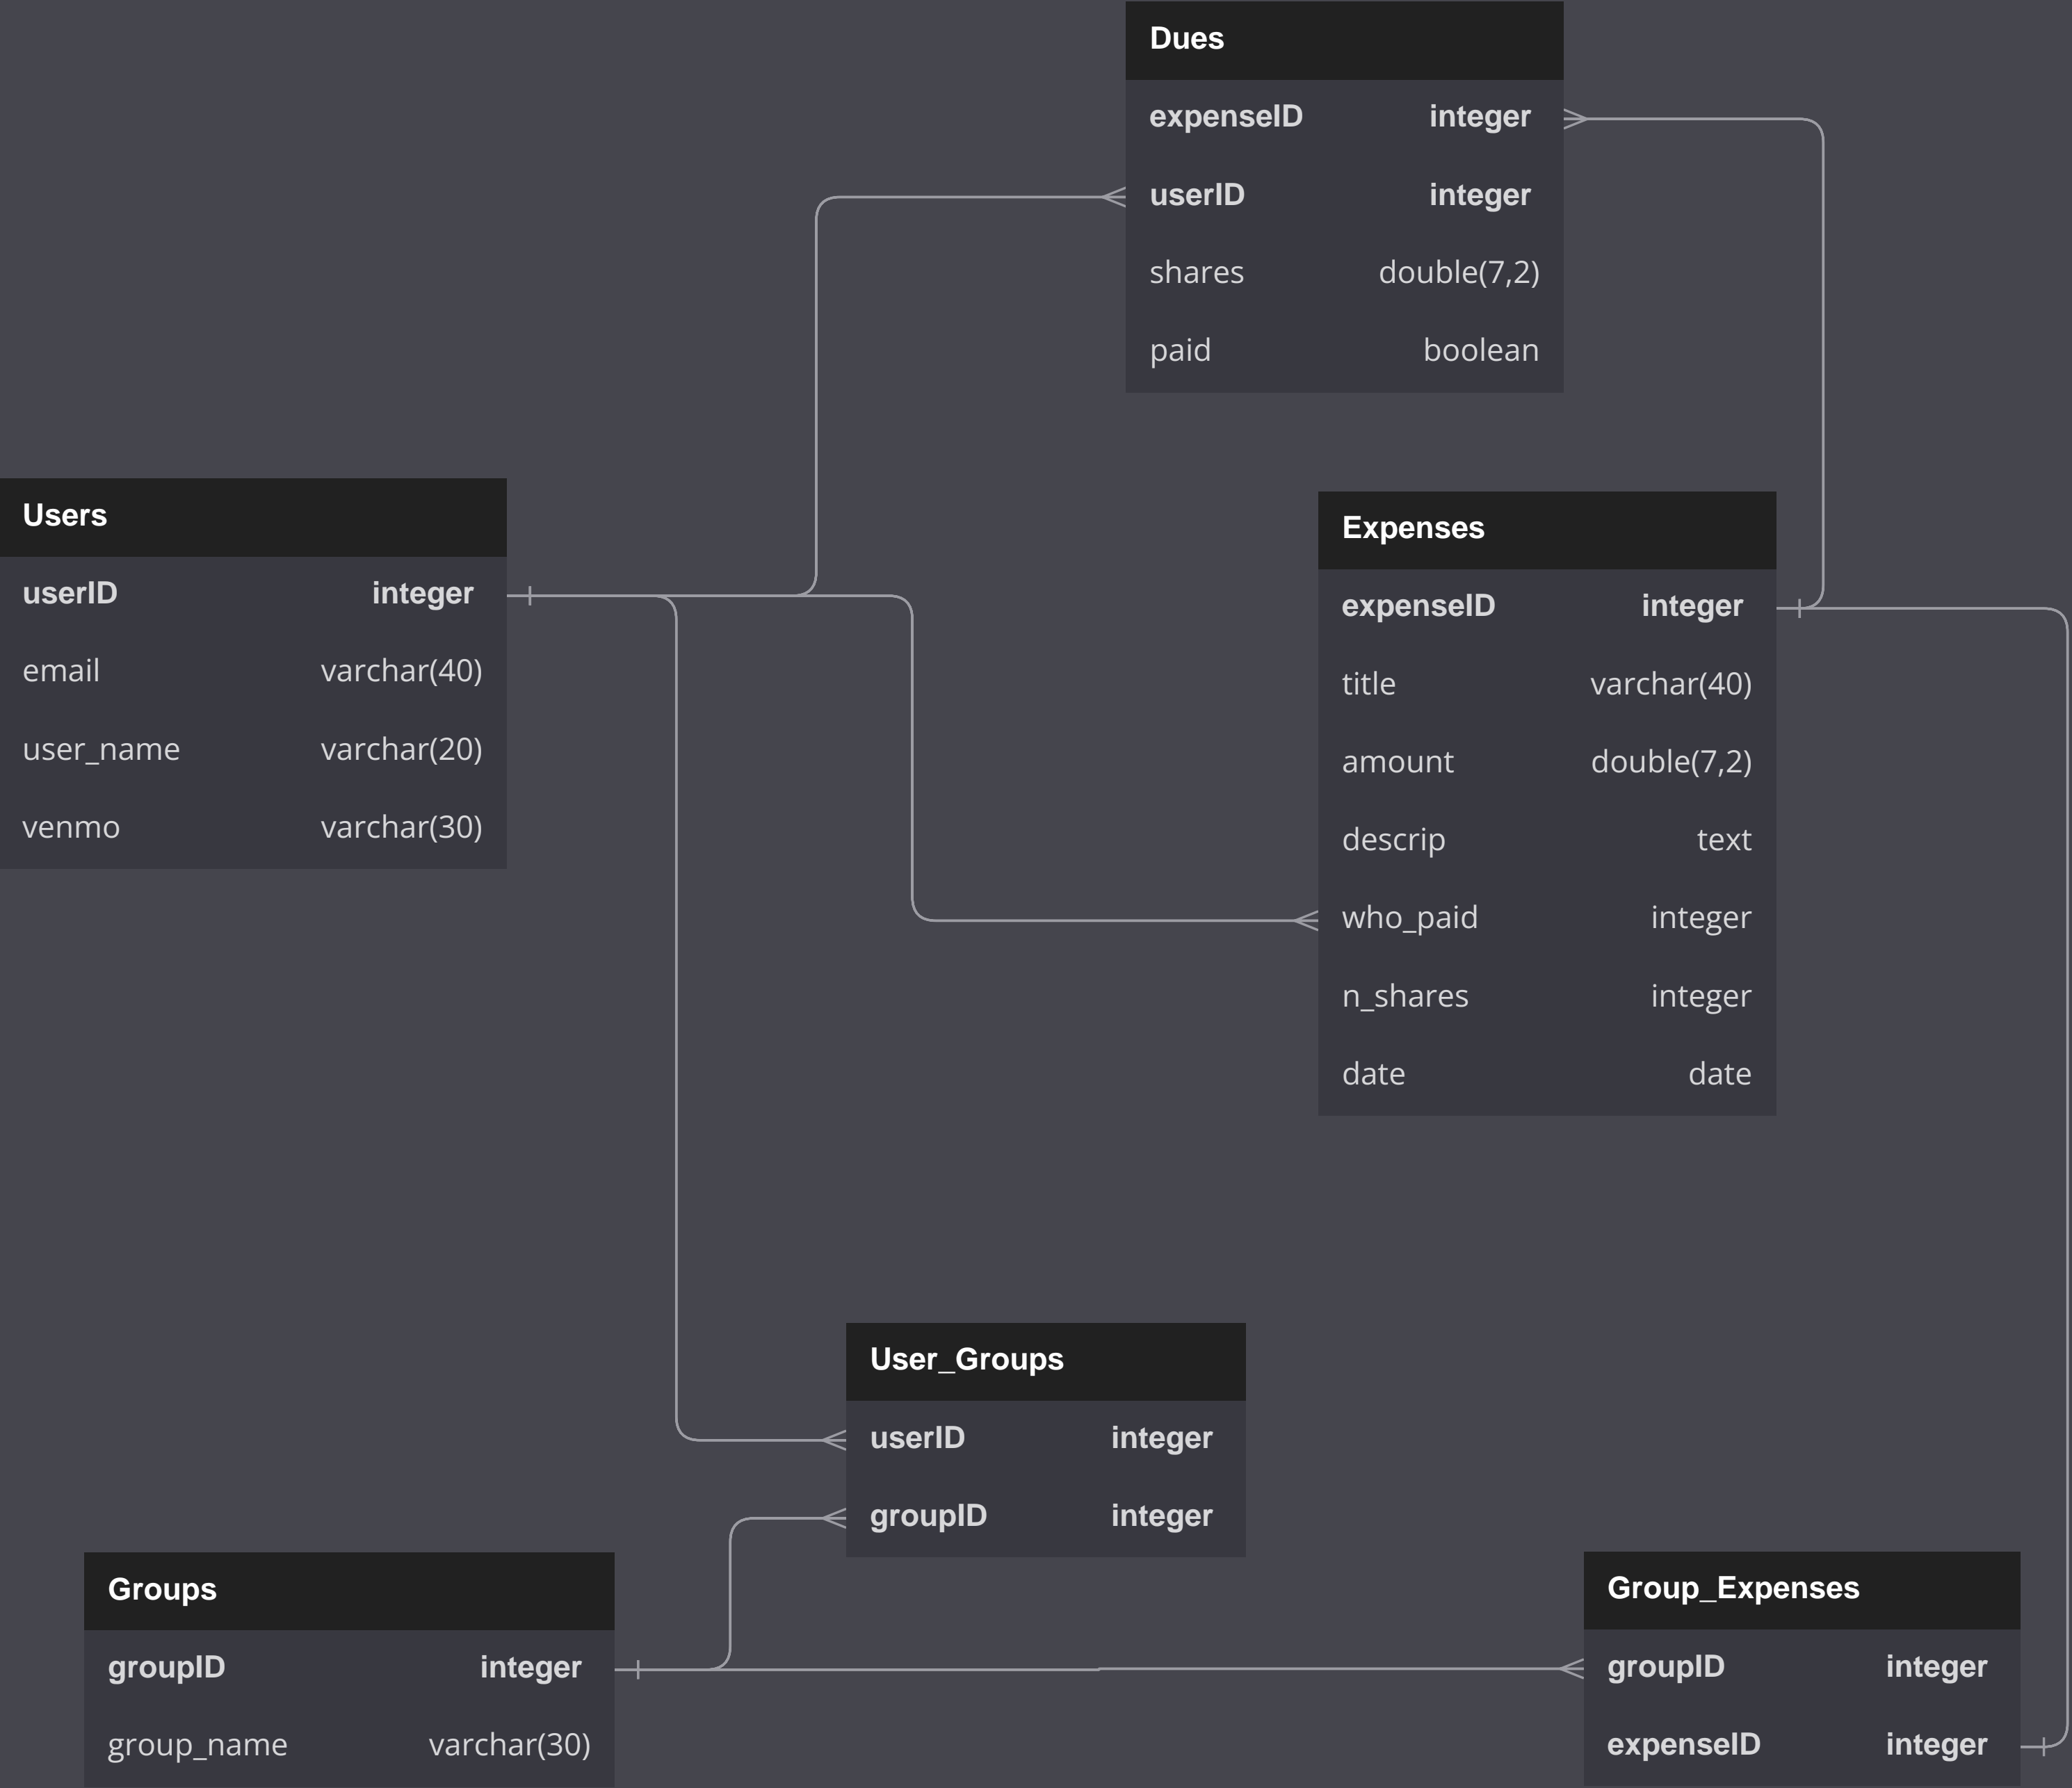 Dues
expenseID integer
userID integer
shares double(7,2)
paid boolean
Users
userID integer
email varchar(40)
user_name varchar(20)
venmo varchar(30)
Expenses
expenseID integer
title varchar(40)
amount double(7,2)
descrip text
who_paid integer
n_shares integer
date date
User_Groups
userID integer
groupID integer
Groups
groupID integer
group_name varchar(30)
Group_Expenses
groupID integer
expenseID integer